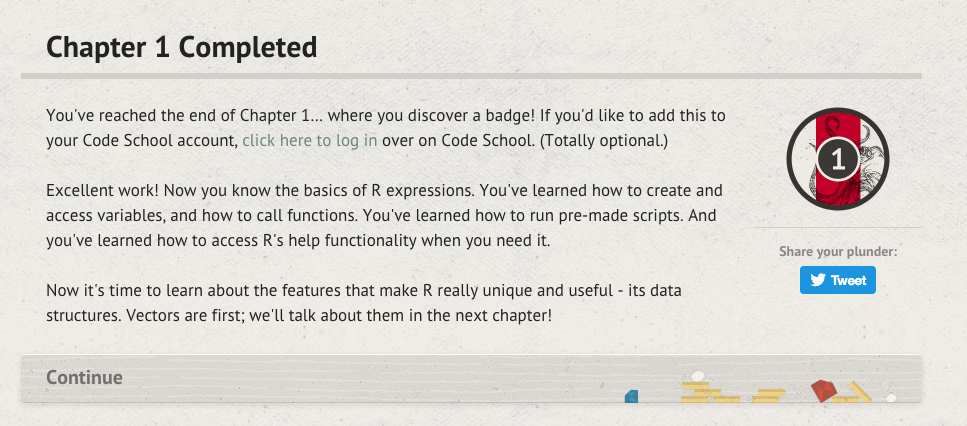 Chapter 1 Completed
You've reached the end of Chapter 1... where you discover a badge! If you'd like to add this to
your Code School account, click here to log in over on Code School. (Totally optional.)
1
Excellent work! Now you know the basics of R expressions. You've learned how to create and
access variables, and how to call functions. You've learned how to run pre-made scripts. And
you've learned how to access R's help functionality when you need it.
Share your plunder:
Tweet
Now it's time to learn about the features that make R really unique and useful - its data
structures. Vectors are first; we'll talk about them in the next chapter!
Continue